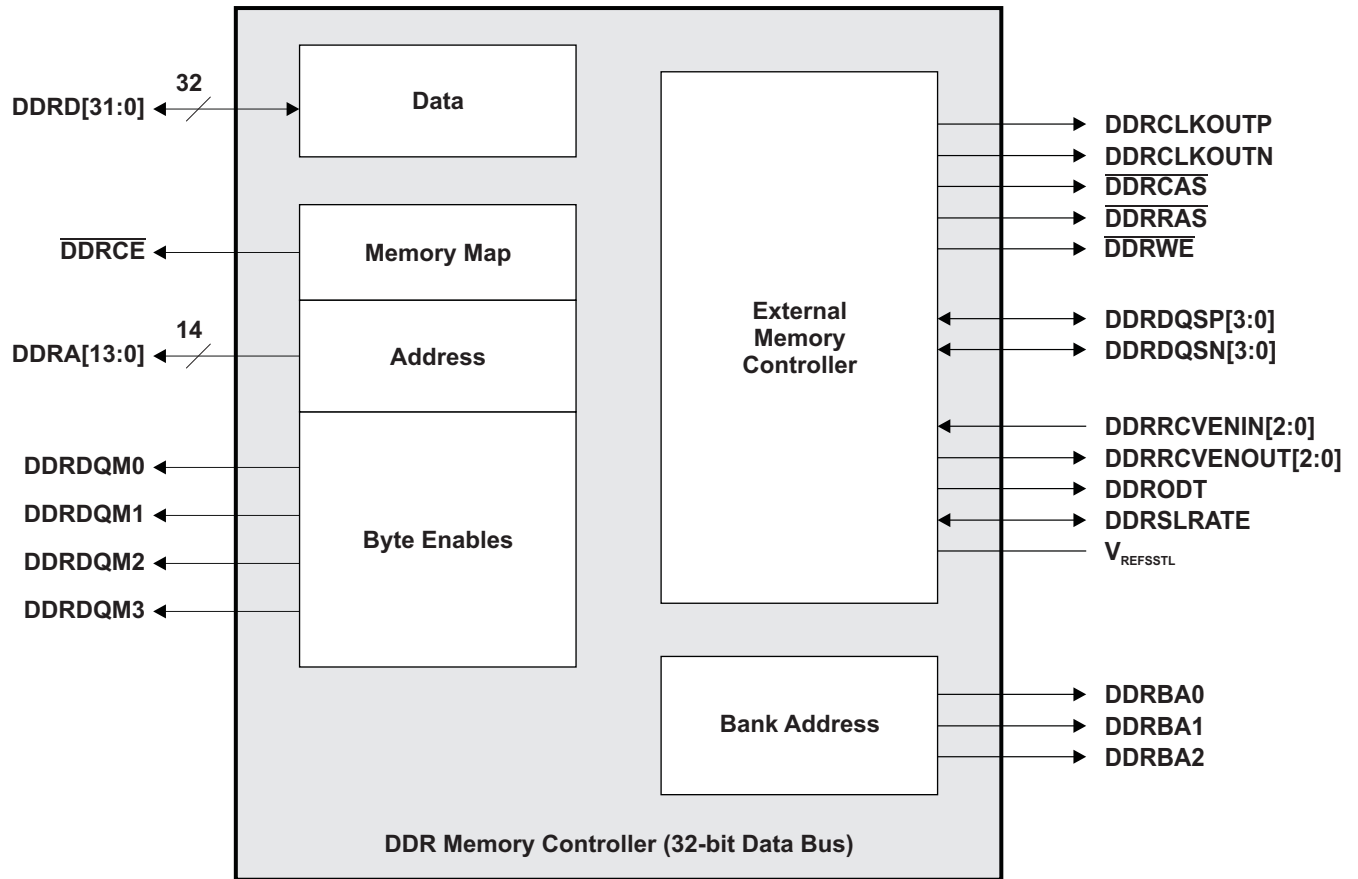 32
DDRD[31:0]
Data
DDRCE
Memory Map
14
DDRA[13:0]
Address
DDRDQM0
DDRDQM1
DDRDQM2
DDRDQM3
Byte Enables
External
Memory
Controller
DDRCLKOUTP
DDRCLKOUTN
DDRCAS
DDRRAS
DDRWE
DDRDQSP[3:0]
DDRDQSN[3:0]
DDRRCVENIN[2:0]
DDRRCVENOUT[2:0]
DDRODT
DDRSLRATE
VREFSSTL
Bank Address
DDRBA0
DDRBA1
DDRBA2
DDR Memory Controller (32-bit Data Bus)